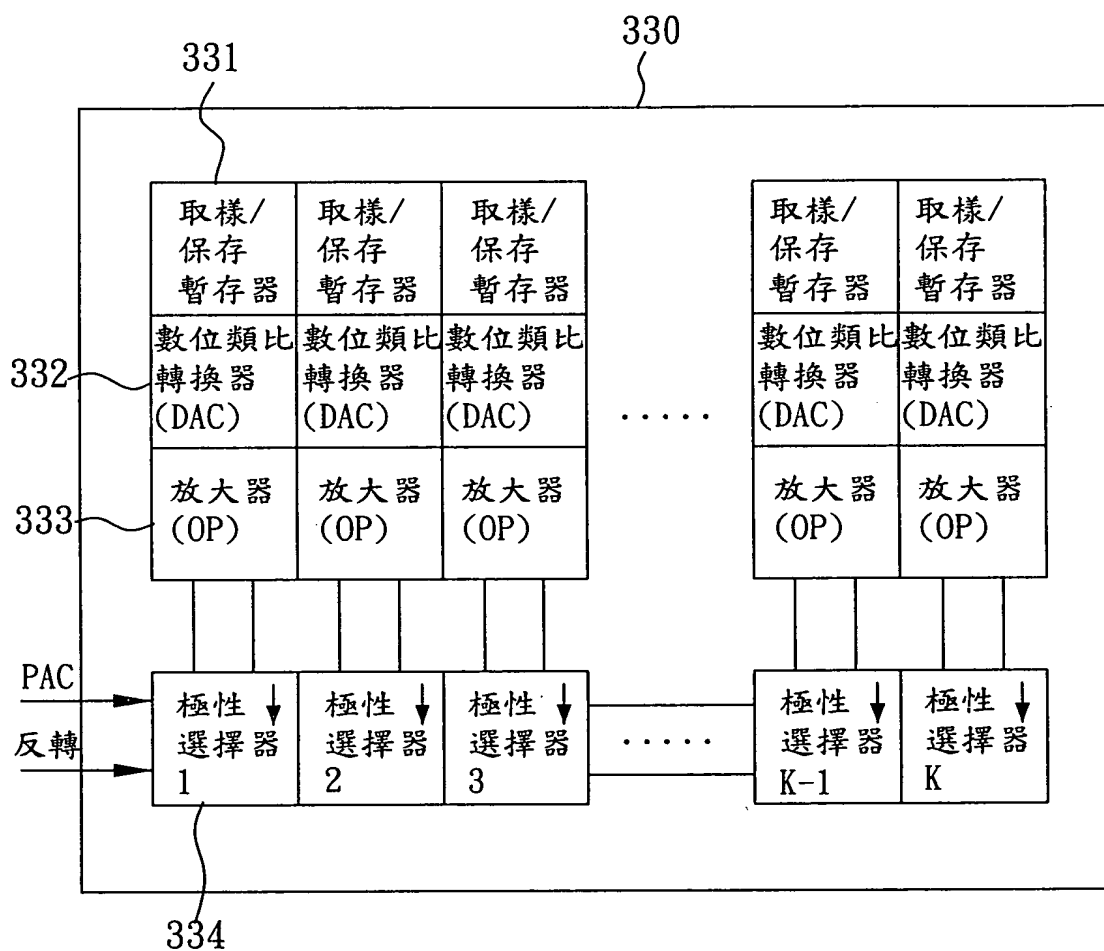 330
331
取樣/ 取樣/ 取樣/ 取樣/ 取樣/
保存 保存 保存 保存 保存
暫存器 暫存器 暫存器 暫存器 暫存器
數位類比 數位類比 數位類比 數位類比 數位類比
332 轉換器 轉換器 轉換器 轉換器 轉換器
(DAC) (DAC) (DAC) ..... (DAC) (DAC)
放大器 放大器 放大器 放大器 放大器
333 (OP) (OP) (OP) (OP) (OP)
PAC 極性 極性 極性 極性 極性
反轉 選擇器 選擇器 選擇器 ..... 選擇器 選擇器
1 2 3 K-1 K
334